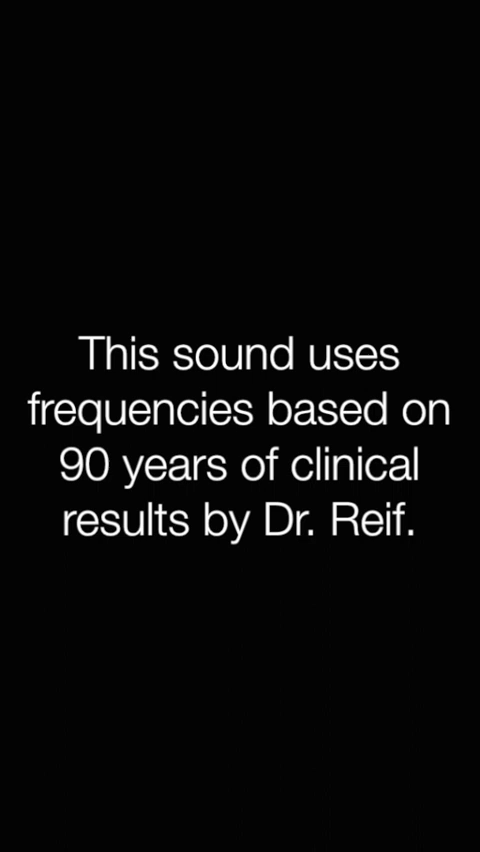 This sound uses
frequencies based on
90 years of clinical
results by Dr. Reif.